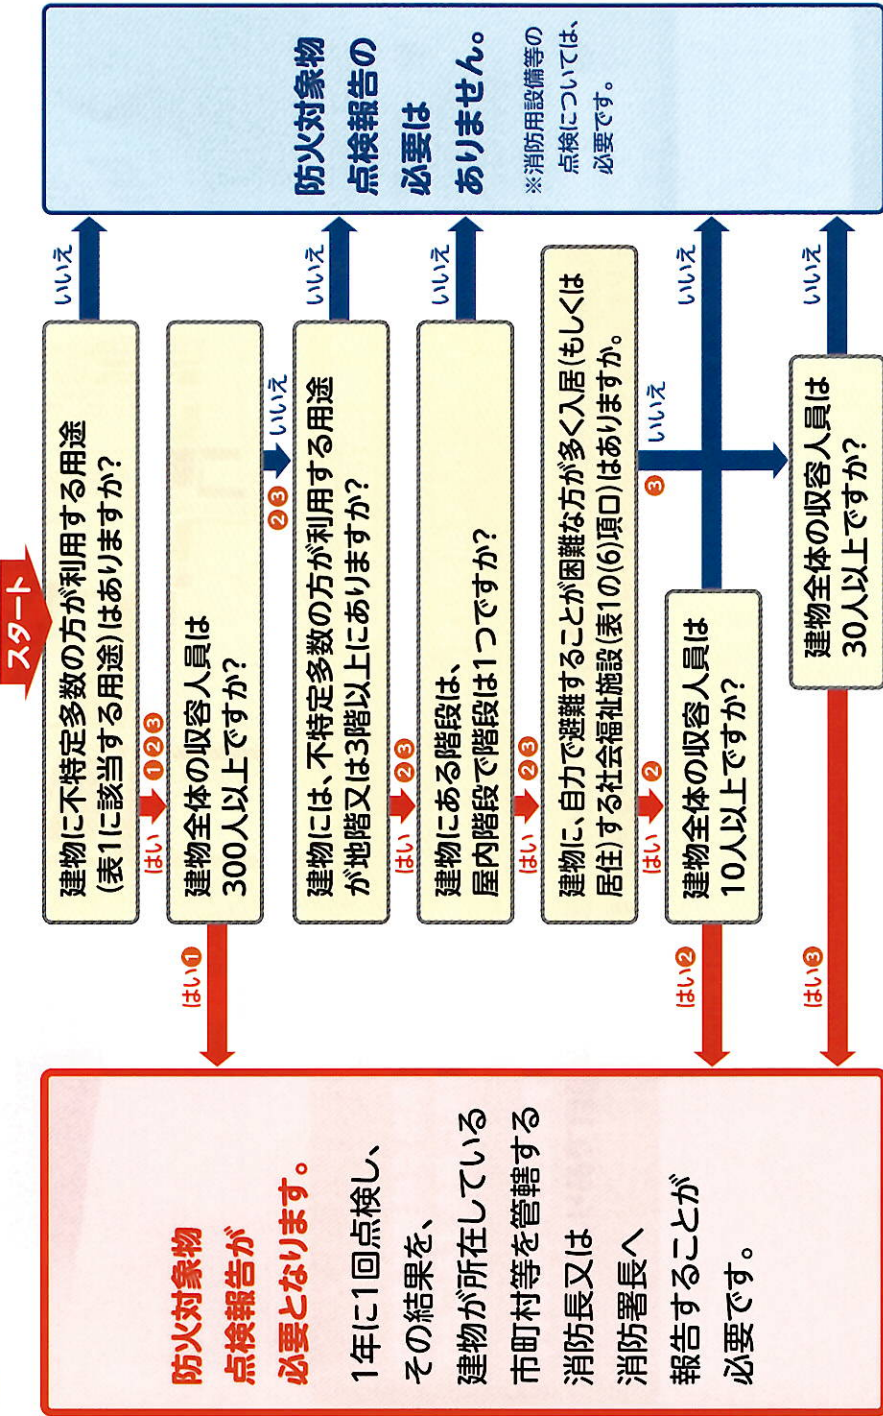 スタート
建物に不特定多数の方が利用する用途
(表1に該当する用途)はありますか?
いいえ
はい ❶❷❸
建物全体の収容人員は
300人以上ですか?
はい❶
❷❸ いいえ
建物には、不特定多数の方が利用する用途
が地階又は3階以上にありますか?
いいえ
はい ❷❸
建物にある階段は、
屋内階段で階段は1つですか?
いいえ
はい ❷❸
建物に、自力で避難することが困難な方が多く入居(もしくは
居住)する社会福祉施設(表1の(6)項ロ)はありますか。
はい ❷
❸ いいえ
建物全体の収容人員は
10人以上ですか?
はい❷
いいえ
建物全体の収容人員は
30人以上ですか?
はい❸
いいえ
防火対象物
点検報告が
必要となります。
1年に1回点検し、
その結果を、
建物が所在している
市町村等を管轄する
消防長又は
消防署長へ
報告することが
必要です。
防火対象物
点検報告の
必要は
ありません。
※消防用設備等の
点検については、
必要です。